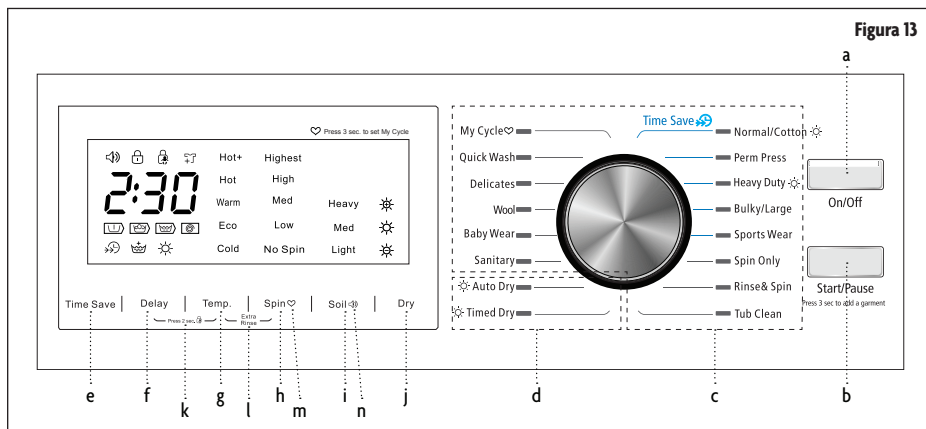 Figura 13
a
♡ Press 3 sec. to set My Cycle
Hot+ Highest
2:30
Hot High
Warm Med Heavy
Eco Low Med
Cold No Spin Light
Time Save Delay Temp. Spin♡ Soil Dry
Press 2 sec.
Extra
Rinse
Time Save
My Cycle♡ Normal/Cotton
Quick Wash Perm Press
Delicates Heavy Duty
Wool Bulky/Large
Baby Wear Sports Wear
Sanitary Spin Only
Auto Dry Rinse& Spin
Timed Dry Tub Clean
On/Off
Start/Pause
Press 3 sec to add a garment
e f k g l h m i n j d c b